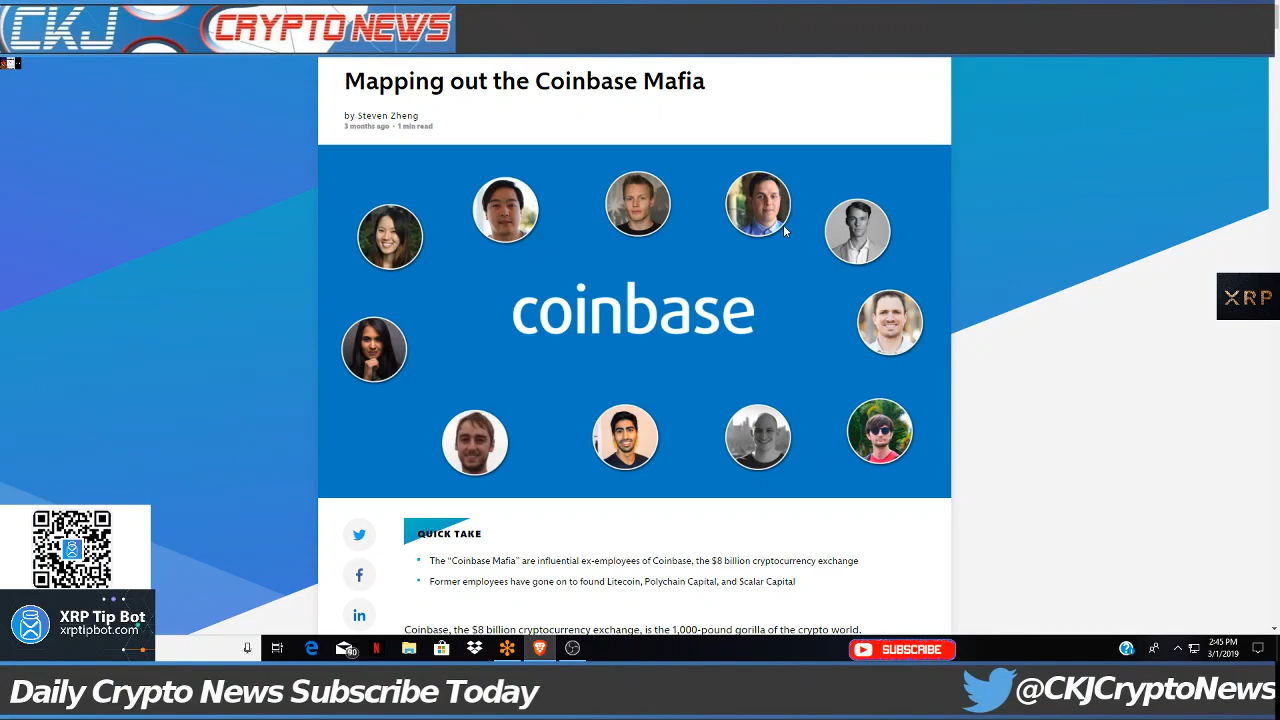 CKJ CRYPTO NEWS
Mapping out the Coinbase Mafia
by Steven Zheng
3 months ago - 1 min read
coinbase
XRP
QUICK TAKE
The “Coinbase Mafia” are influential ex-employees of Coinbase, the $8 billion cryptocurrency exchange
Former employees have gone on to found Litecoin, Polychain Capital, and Scalar Capital
Coinbase, the $8 billion cryptocurrency exchange, is the 1,000-pound gorilla of the crypto world.
XRP Tip Bot
xrptipbot.com
SUBSCRIBE
:45 PM
3/1/2019
Daily Crypto News Subscribe Today
@CKJCryptoNews